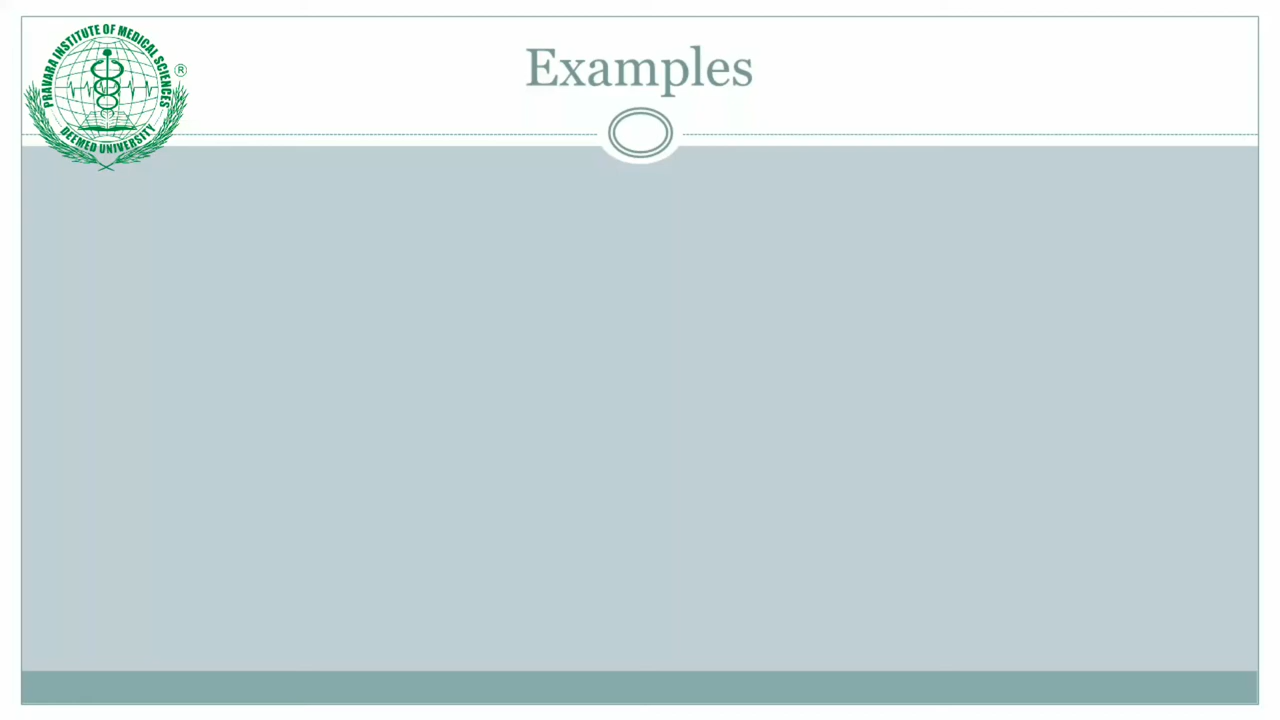 PRAVARA INSTITUTE OF MEDICAL SCIENCES
®
DEEMED UNIVERSITY
Examples